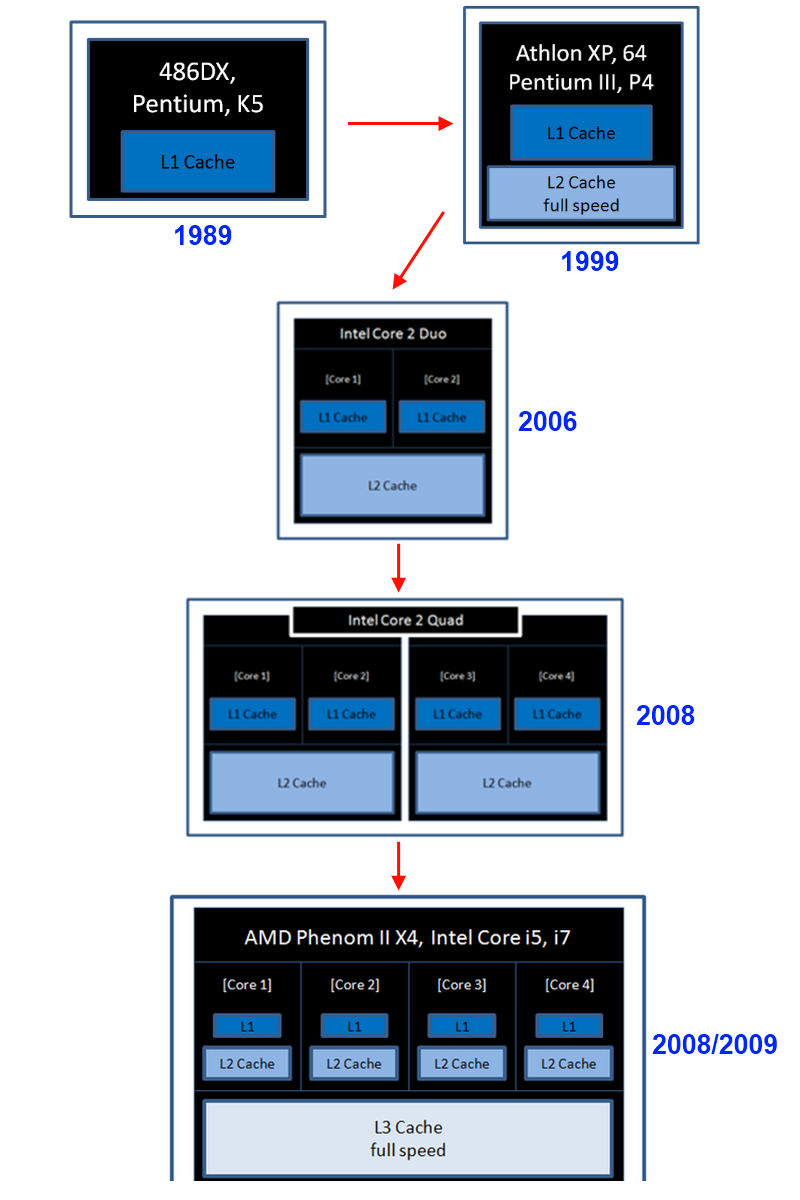 486DX,
Pentium, K5
L1 Cache
1989
Athlon XP, 64
Pentium III, P4
L1 Cache
L2 Cache
full speed
1999
Intel Core 2 Duo
[Core 1]
[Core 2]
L1 Cache
L1 Cache
L2 Cache
2006
Intel Core 2 Quad
[Core 1]
[Core 2]
[Core 3]
[Core 4]
L1 Cache
L1 Cache
L1 Cache
L1 Cache
L2 Cache
L2 Cache
2008
AMD Phenom II X4, Intel Core i5, i7
[Core 1]
[Core 2]
[Core 3]
[Core 4]
L1
L1
L1
L1
L2 Cache
L2 Cache
L2 Cache
L2 Cache
L3 Cache
full speed
2008/2009